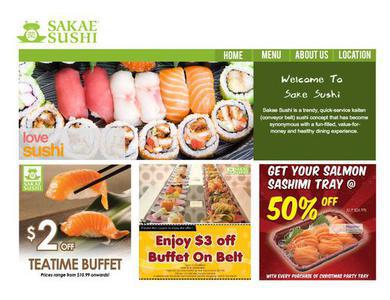 SAKAE
SUSHI
HOME MENU ABOUT US LOCATION
Welcome To
Sake Sushi
Sakae Sushi is a trendy, quick-service kaiten
(conveyor belt) sushi concept that has become
synonymous with a fun-filled, value-for-
money and healthy dining experience.
love
sushi
SAKAE
SUSHI
$2
OFF
TEATIME BUFFET
Prices range from $10.99 onwards!
Enjoy $3 off
Buffet On Belt
GET YOUR SALMON
SASHIMI TRAY @
50% OFF
WITH EVERY PURCHASE OF CHRISTMAS PARTY TRAY